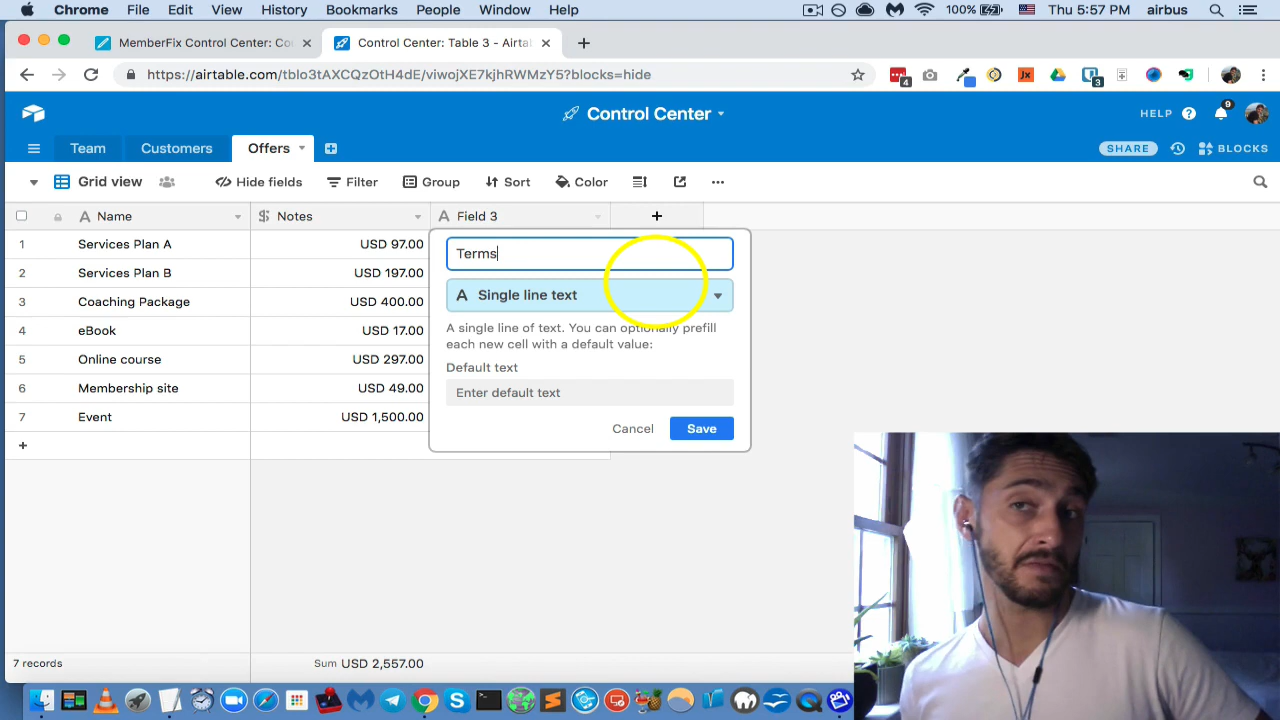 Chrome File Edit View History Bookmarks People Window Help 100% Thu 5:57 PM airbus
MemberFix Control Center: Co
Control Center: Table 3 - Airta
https://airtable.com/tblo3tAXCQzOtH4dE/viwojXE7kjhRWMzY5?blocks=hide
4
Jx
3
Control Center
HELP
9
Team Customers Offers
SHARE BLOCKS
Grid view Hide fields Filter Group Sort Color
Name Notes Field 3
1 Services Plan A USD 97.00
2 Services Plan B USD 197.00
3 Coaching Package USD 400.00
4 eBook USD 17.00
5 Online course USD 297.00
6 Membership site USD 49.00
7 Event USD 1,500.00
Terms
Single line text
A single line of text. You can optionally prefill
each new cell with a default value:
Default text
Enter default text
Cancel Save
7 records Sum USD 2,557.00